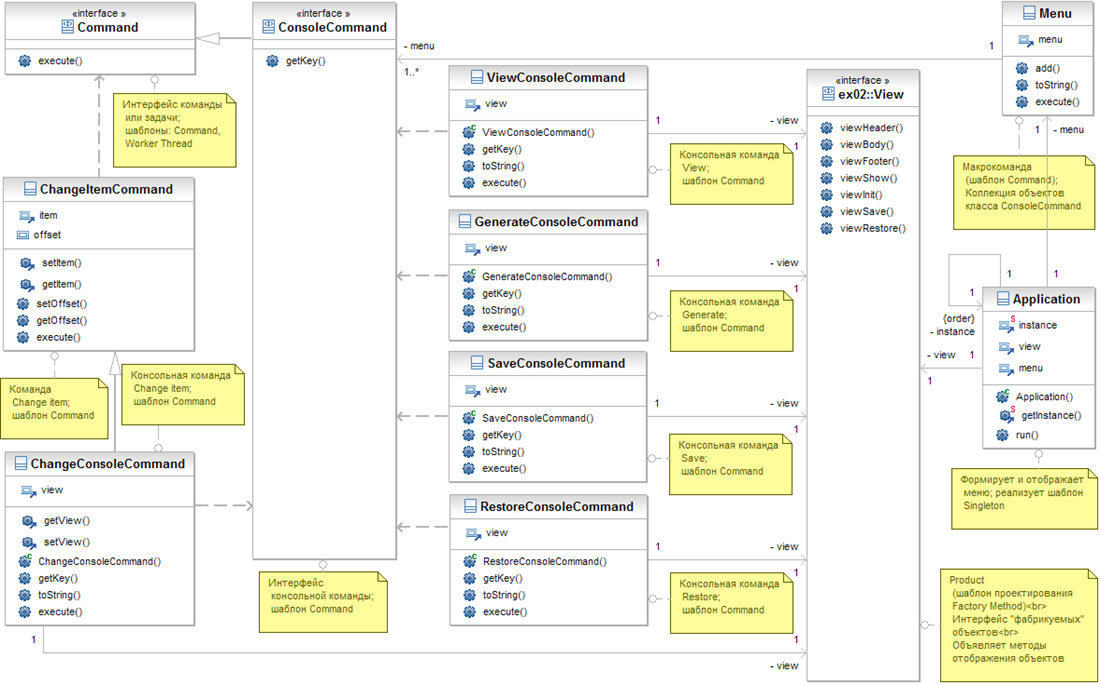 «interface »
Command
execute()
Интерфейс команды
или задачи;
шаблоны: Command,
Worker Thread
«interface »
ConsoleCommand
getKey()
Интерфейс
консольной команды;
шаблон Command
ChangeItemCommand
item
offset
setItem()
getItem()
setOffset()
getOffset()
execute()
Команда
Change item;
шаблон Command
Консольная команда
Change item;
шаблон Command
ChangeConsoleCommand
view
getView()
setView()
ChangeConsoleCommand()
getKey()
toString()
execute()
1
1
- view
- menu
1..*
1
ViewConsoleCommand
view
ViewConsoleCommand()
getKey()
toString()
execute()
1
- view
1
Консольная команда
View;
шаблон Command
GenerateConsoleCommand
view
GenerateConsoleCommand()
getKey()
toString()
execute()
1
- view
1
Консольная команда
Generate;
шаблон Command
SaveConsoleCommand
view
SaveConsoleCommand()
getKey()
toString()
execute()
1
- view
1
Консольная команда
Save;
шаблон Command
RestoreConsoleCommand
view
RestoreConsoleCommand()
getKey()
toString()
execute()
1
- view
1
Консольная команда
Restore;
шаблон Command
«interface »
ex02::View
viewHeader()
viewBody()
viewFooter()
viewShow()
viewInit()
viewSave()
viewRestore()
Menu
menu
add()
toString()
execute()
1
- menu
Макрокоманда
(шаблон Command);
Коллекция объектов
класса ConsoleCommand
1
1
1
{order}
- instance
- view
1
1
Application
S
instance
view
menu
Application()
S
getInstance()
run()
Формирует и отображает
меню; реализует шаблон
Singleton
Product
(шаблон проектирования
Factory Method)<br>
Интерфейс "фабрикуемых"
объектов<br>
Объявляет методы
отображения объектов